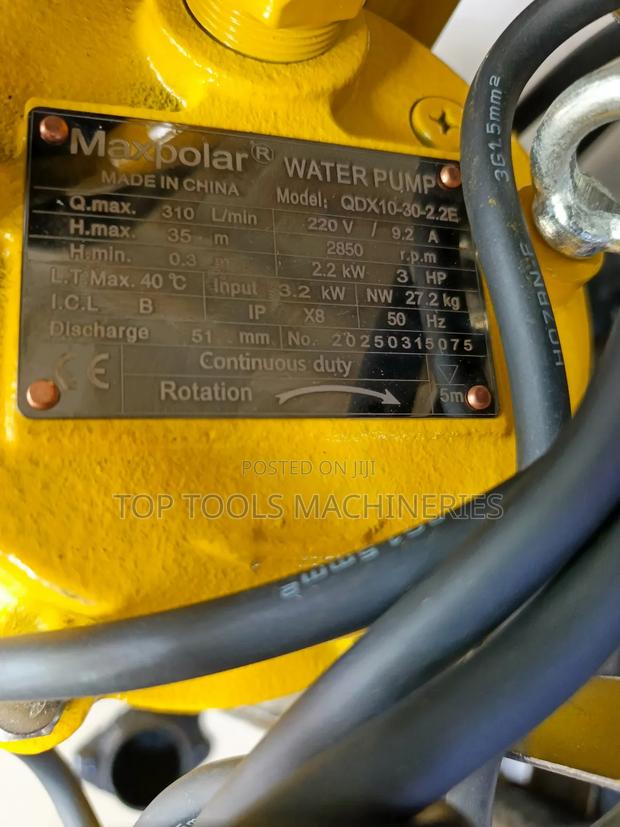 Maxpolar® WATER PUMP
MADE IN CHINA Model: QDX10-30-2.2F
Q.max. 310 L/min 220 V / 9.2 A
H.max. 35 m 2850 r.p.m
H.min. 0.3 m 2.2 kW 3 HP
L.T Max. 40 ℃ Input 3.2 kW NW 27.2 kg
I.C.L B IP X8 50 Hz
Discharge 51 mm No. 20250315075
CE Continuous duty
Rotation 5m
3G1.5mm²
POSTED ON JIJI
TOP TOOLS MACHINERIES